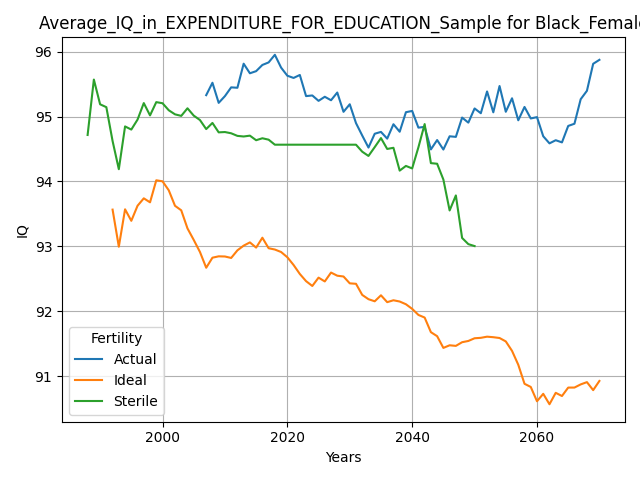 Average_IQ_in_EXPENDITURE_FOR_EDUCATION_Sample for Black_Female
96
95
94
93
92
91
IQ
Fertility
Actual
Ideal
Sterile
2000
2020
2040
2060
Years